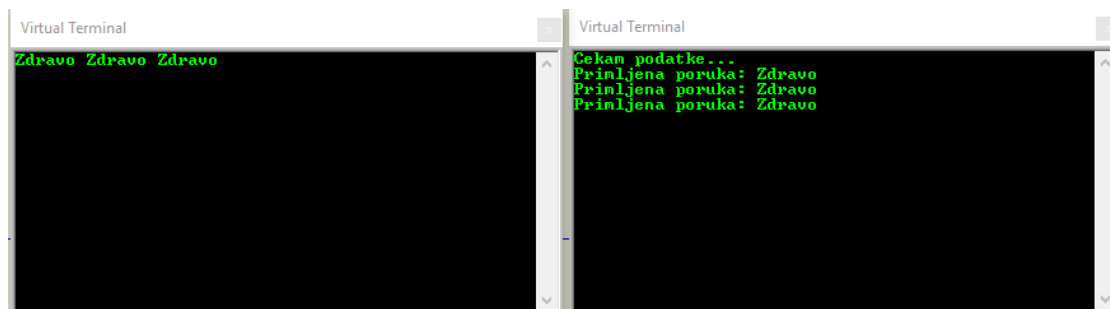 Virtual Terminal
Zdravo Zdravo Zdravo
Virtual Terminal
Cekam podatke...
Primljena poruka: Zdravo
Primljena poruka: Zdravo
Primljena poruka: Zdravo